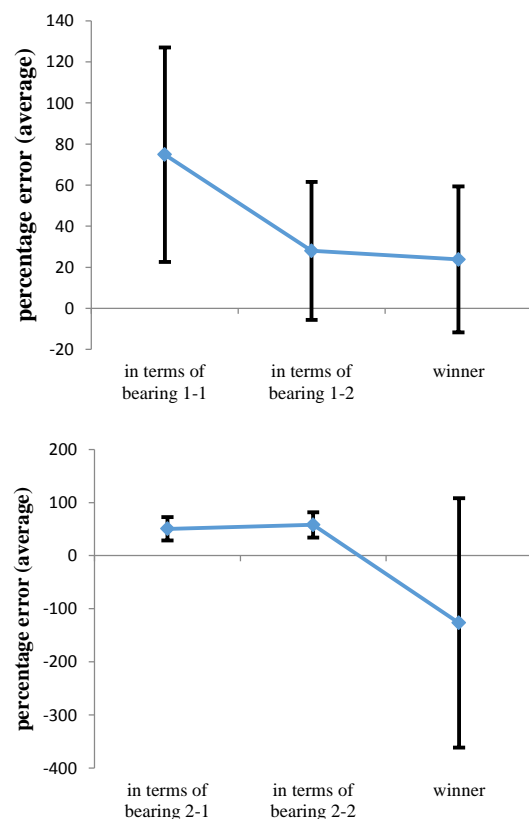 140
120
100
80
60
40
20
0
-20
percentage error (average)
in terms of
bearing 1-1
in terms of
bearing 1-2
winner
200
100
0
-100
-200
-300
-400
percentage error (average)
in terms of
bearing 2-1
in terms of
bearing 2-2
winner